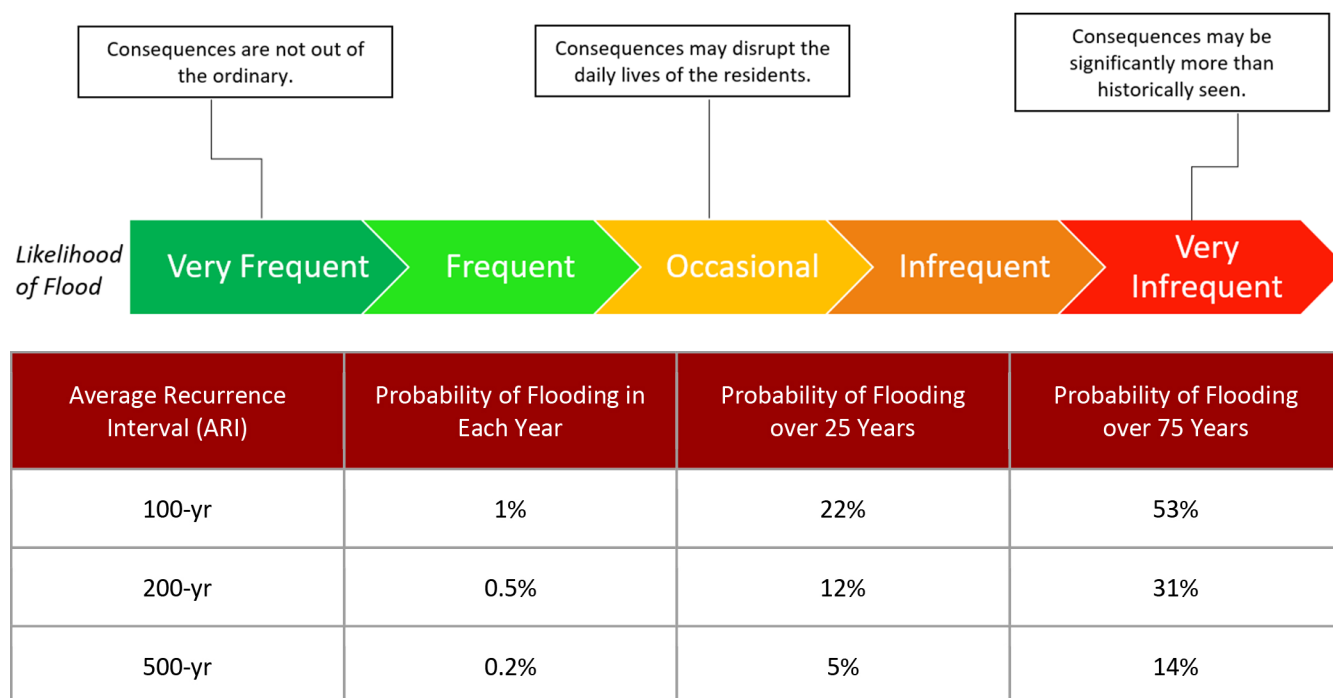 Consequences are not out of
the ordinary.
Consequences may disrupt the
daily lives of the residents.
Consequences may be
significantly more than
historically seen.
Likelihood
of Flood
Very Frequent
Frequent
Occasional
Infrequent
Very
Infrequent
Average Recurrence
Interval (ARI)
Probability of Flooding in
Each Year
Probability of Flooding
over 25 Years
Probability of Flooding
over 75 Years
100-yr
1%
22%
53%
200-yr
0.5%
12%
31%
500-yr
0.2%
5%
14%